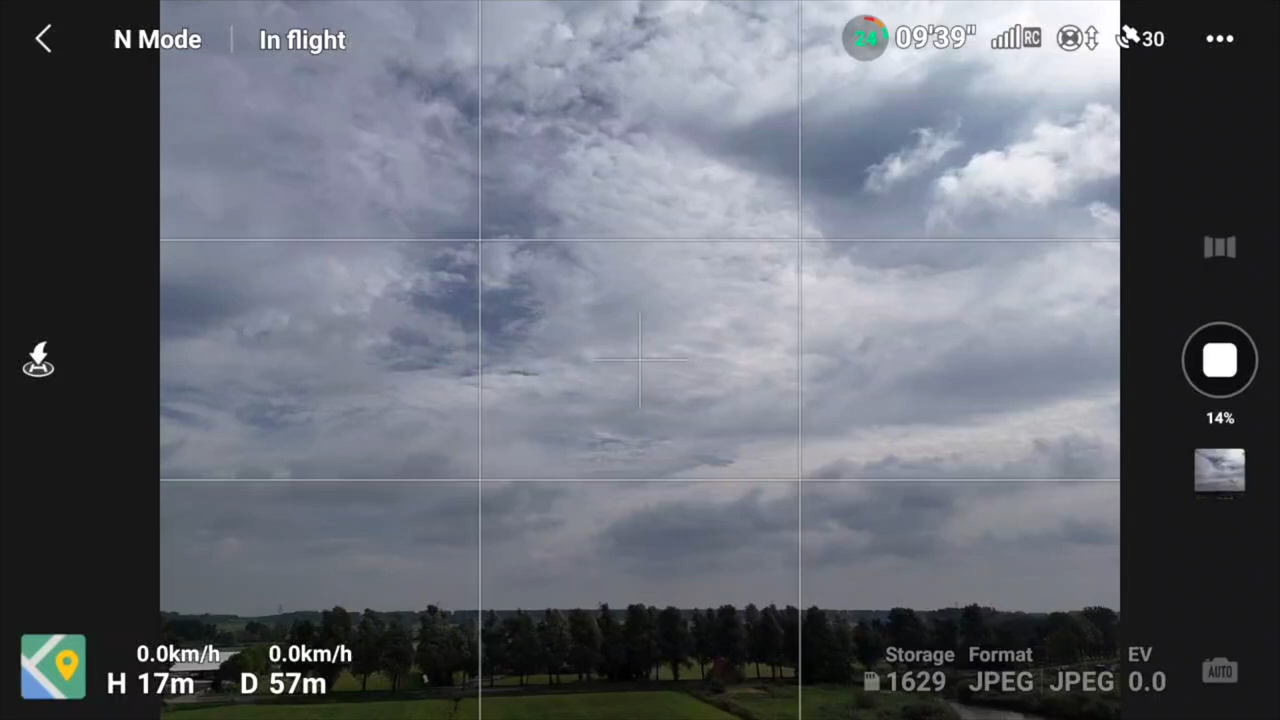 N Mode In flight 24 09'39" RC 30
14%
0.0km/h 0.0km/h
H 17m D 57m
Storage Format EV
1629 JPEG JPEG 0.0
AUTO